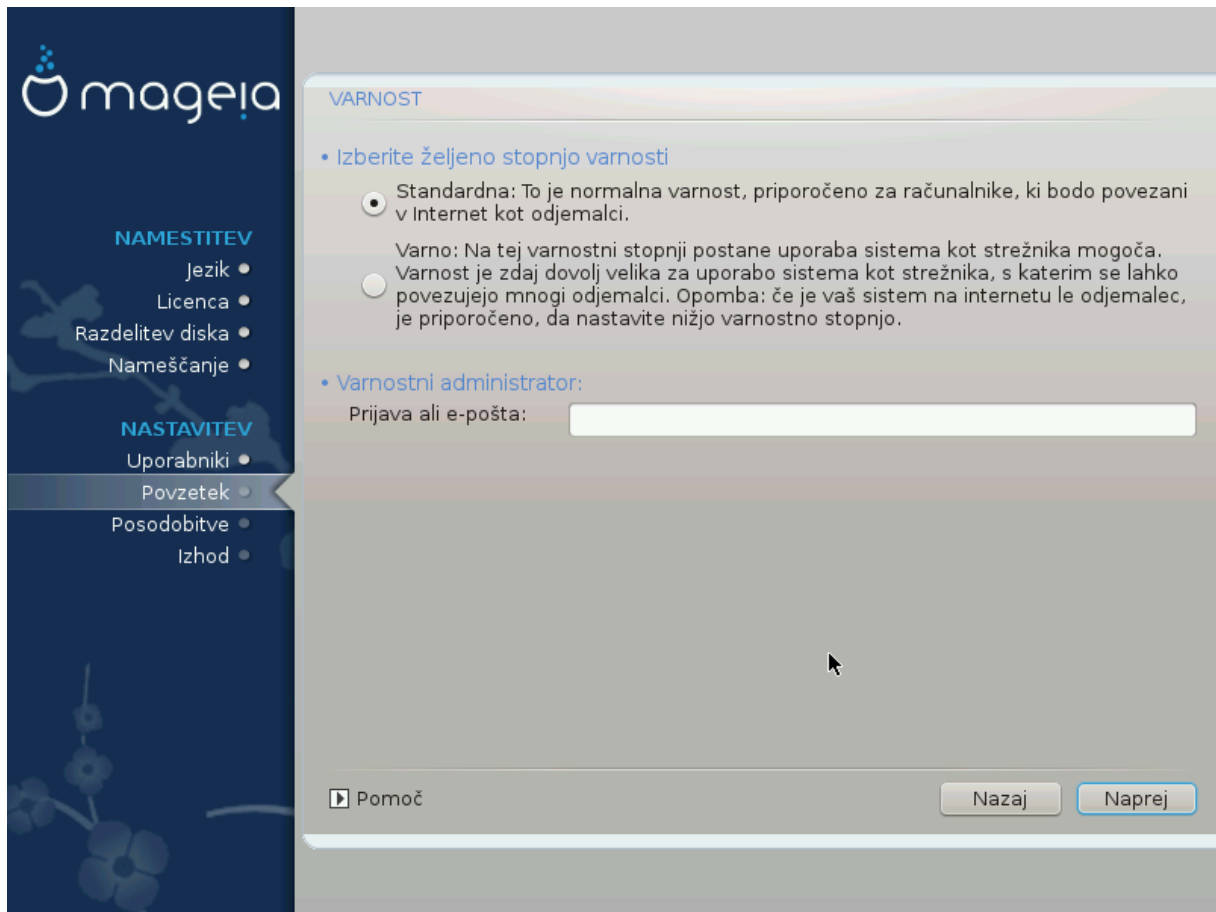 mageia
NAMESTITEV
Jezik
Licenca
Razdelitev diska
Nameščanje
NASTAVITEV
Uporabniki
Povzetek
Posodobitve
Izhod
VARNOST
• Izberite željeno stopnjo varnosti
Standardna: To je normalna varnost, priporočeno za računalnike, ki bodo povezani
v Internet kot odjemalci.
Varno: Na tej varnostni stopnji postane uporaba sistema kot strežnika mogoča.
Varnost je zdaj dovolj velika za uporabo sistema kot strežnika, s katerim se lahko
povezujejo mnogi odjemalci. Opomba: če je vaš sistem na internetu le odjemalec,
je priporočeno, da nastavite nižjo varnostno stopnjo.
• Varnostni administrator:
Prijava ali e-pošta:
Pomoč
Nazaj
Naprej